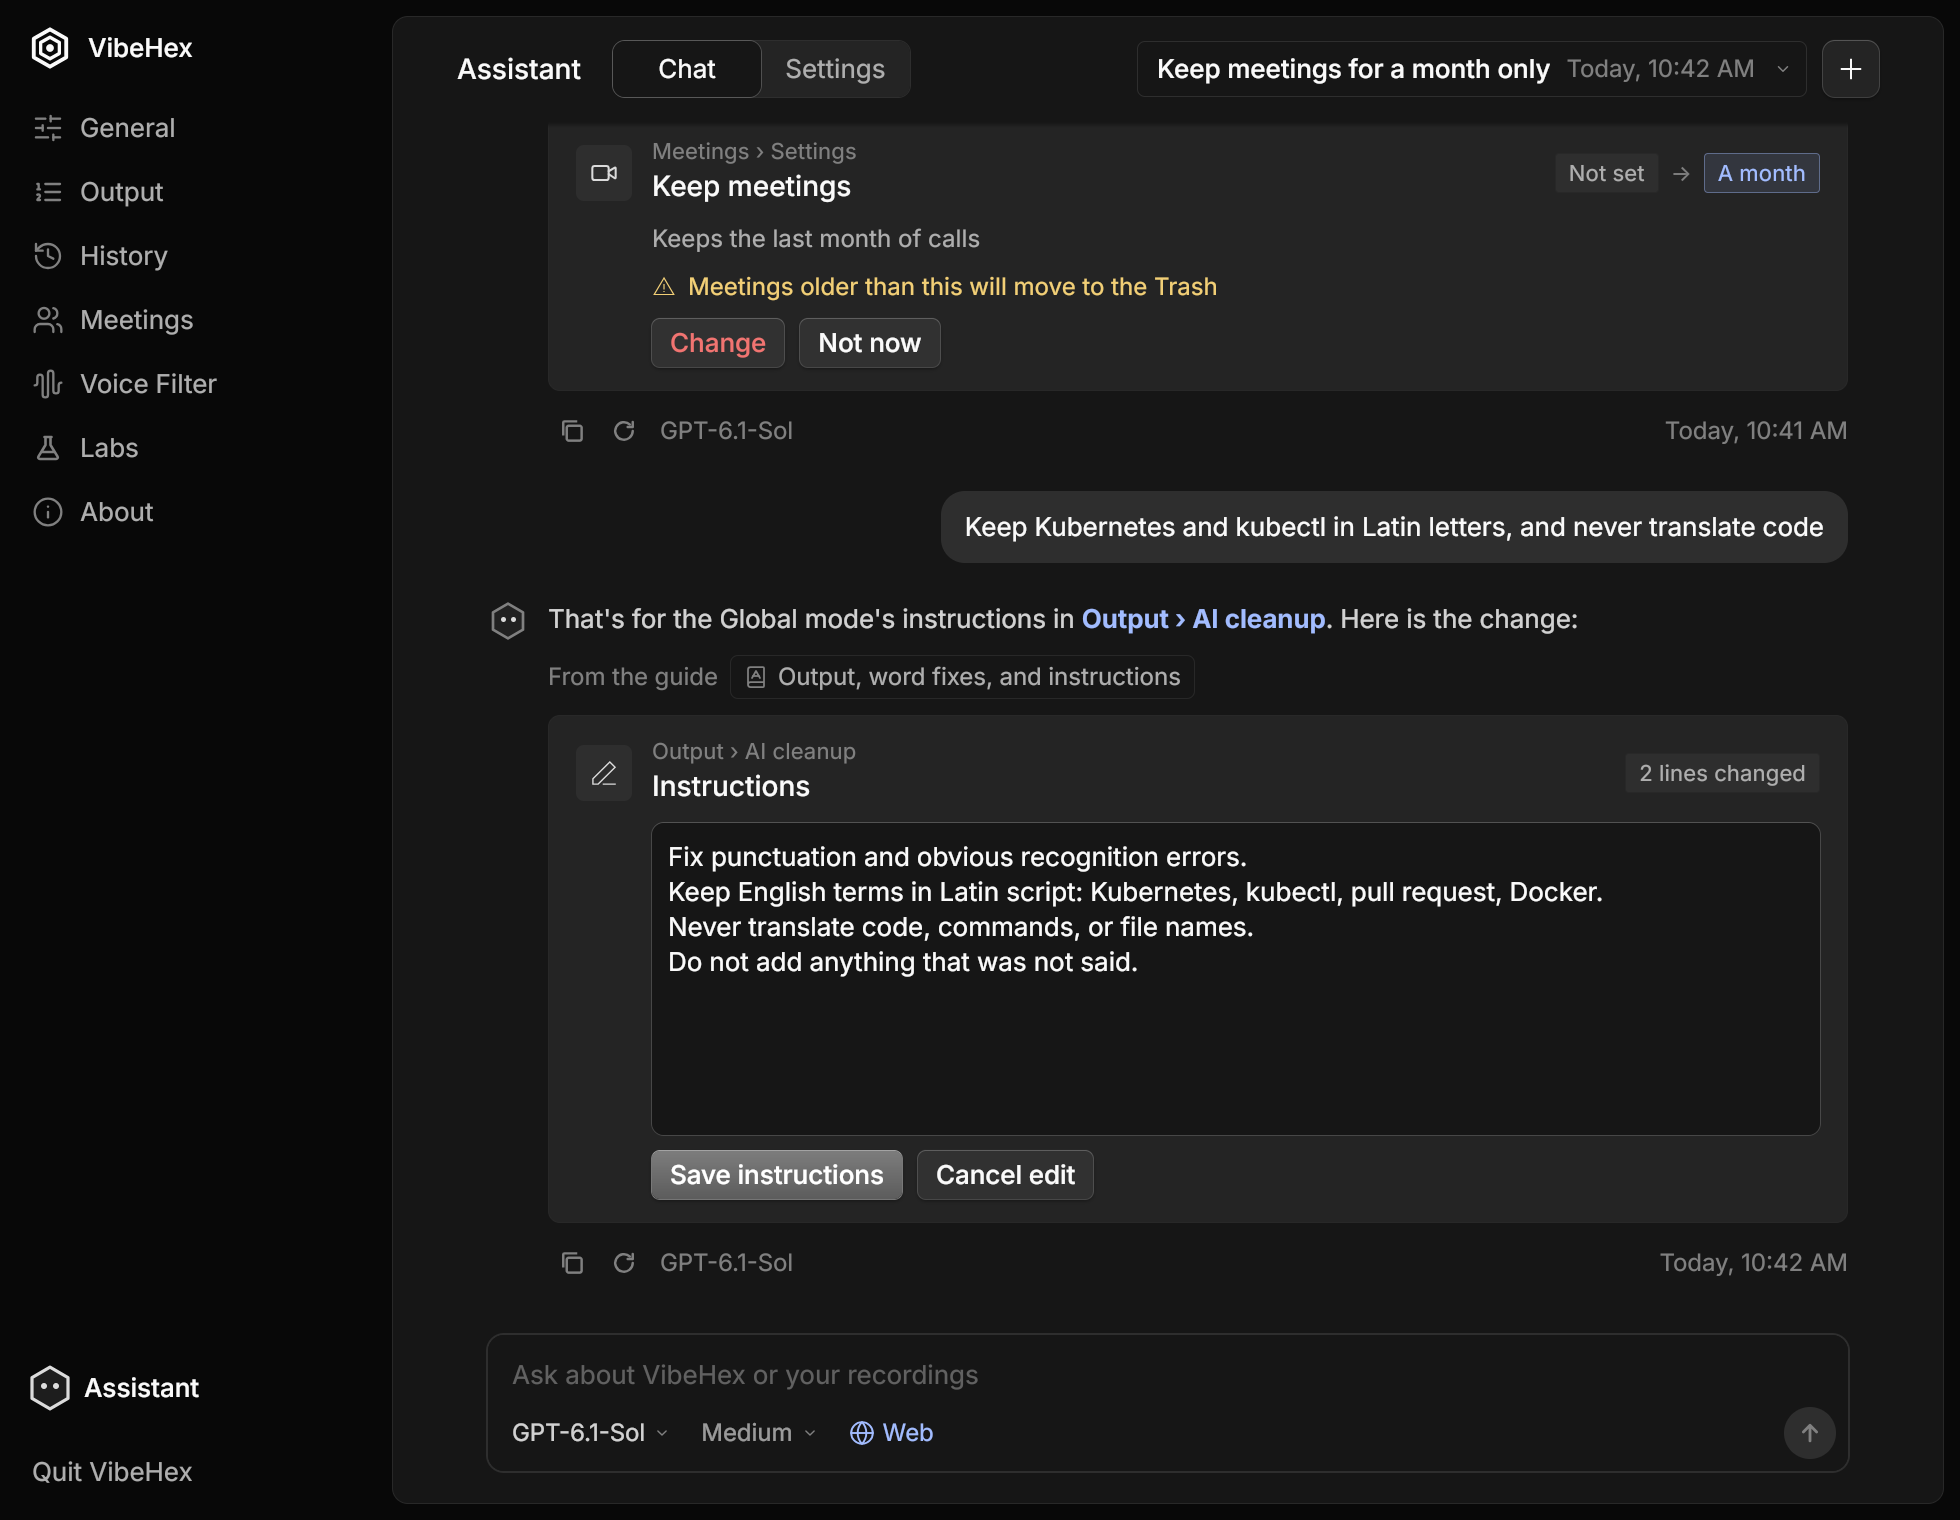 VibeHex
General
Output
History
Meetings
Voice Filter
Labs
About
Assistant
Quit VibeHex
Assistant
Chat
Settings
Keep meetings for a month only Today, 10:42 AM
Meetings › Settings
Keep meetings
Not set → A month
Keeps the last month of calls
Meetings older than this will move to the Trash
Change
Not now
GPT-6.1-Sol
Today, 10:41 AM
Keep Kubernetes and kubectl in Latin letters, and never translate code
That's for the Global mode's instructions in Output › AI cleanup. Here is the change:
From the guide Output, word fixes, and instructions
Output › AI cleanup
Instructions
2 lines changed
Fix punctuation and obvious recognition errors.
Keep English terms in Latin script: Kubernetes, kubectl, pull request, Docker.
Never translate code, commands, or file names.
Do not add anything that was not said.
Save instructions
Cancel edit
GPT-6.1-Sol
Today, 10:42 AM
Ask about VibeHex or your recordings
GPT-6.1-Sol
Medium
Web